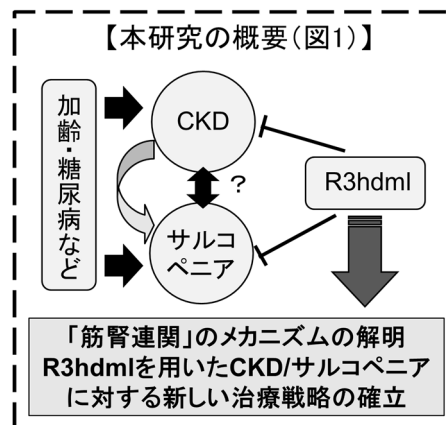 【本研究の概要(図1)】
加齢・糖尿病など
CKD
?
R3hdml
サルコ
ペニア
「筋腎連関」のメカニズムの解明
R3hdmlを用いたCKD/サルコペニア
に対する新しい治療戦略の確立